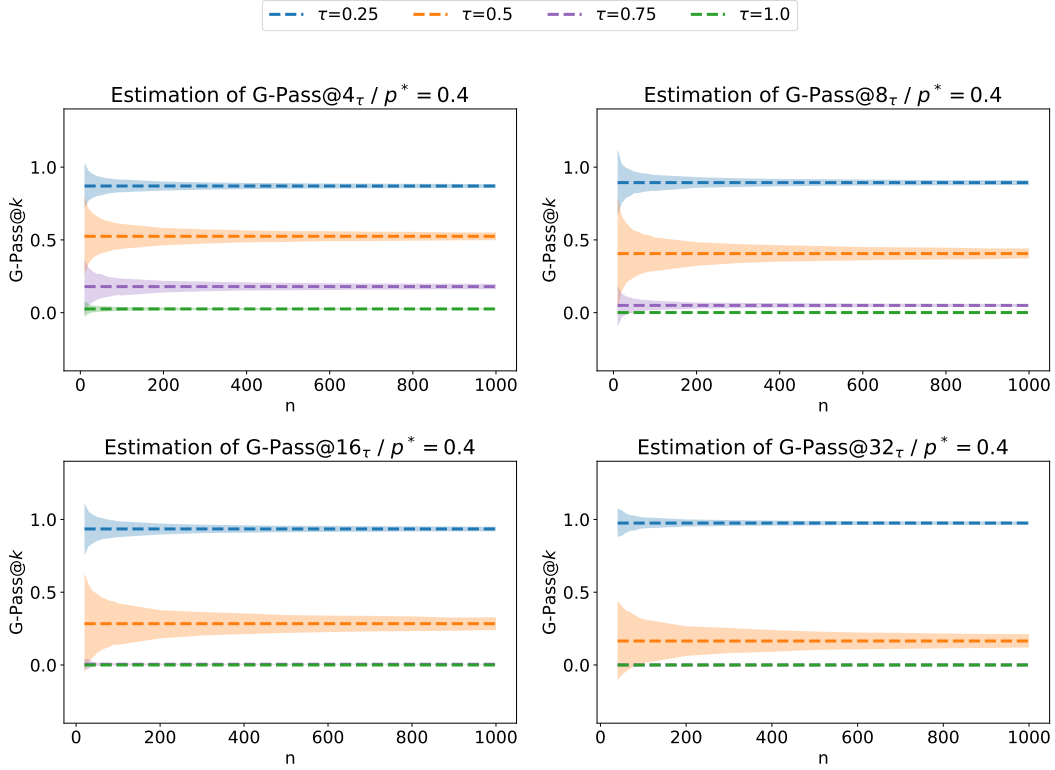 τ=0.25 τ=0.5 τ=0.75 τ=1.0
Estimation of G-Pass@4τ / p* = 0.4
G-Pass@k
1.0
0.5
0.0
0 200 400 600 800 1000
n
Estimation of G-Pass@8τ / p* = 0.4
G-Pass@k
1.0
0.5
0.0
0 200 400 600 800 1000
n
Estimation of G-Pass@16τ / p* = 0.4
G-Pass@k
1.0
0.5
0.0
0 200 400 600 800 1000
n
Estimation of G-Pass@32τ / p* = 0.4
G-Pass@k
1.0
0.5
0.0
0 200 400 600 800 1000
n